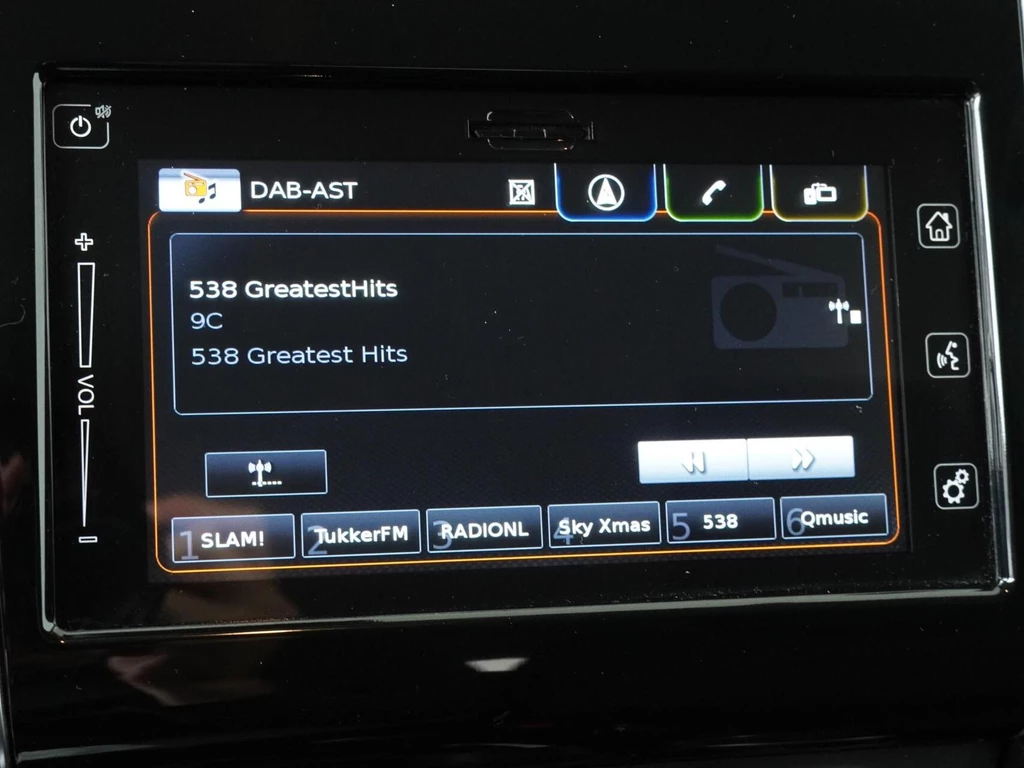 DAB-AST
538 GreatestHits
9C
538 Greatest Hits
VOL
1 SLAM!
2 TukkerFM
3 RADIONL
4 Sky Xmas
5 538
6 Qmusic